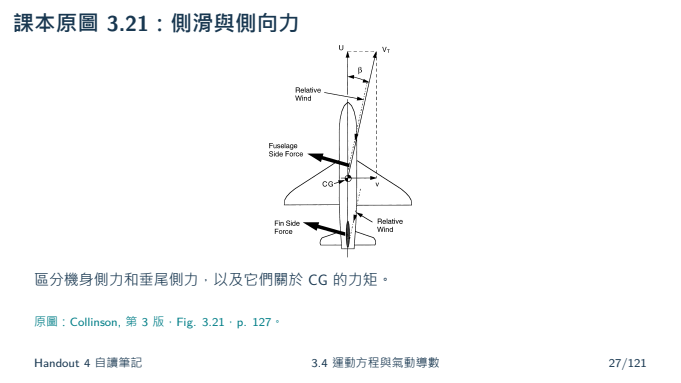 課本原圖 3.21：側滑與側向力
U
V_T
β
Relative
Wind
Fuselage
Side Force
CG
v
Fin Side
Force
Relative
Wind
區分機身側力和垂尾側力，以及它們關於 CG 的力矩。
原圖：Collinson, 第 3 版，Fig. 3.21，p. 127。
Handout 4 自讀筆記
3.4 運動方程與氣動導數
27/121